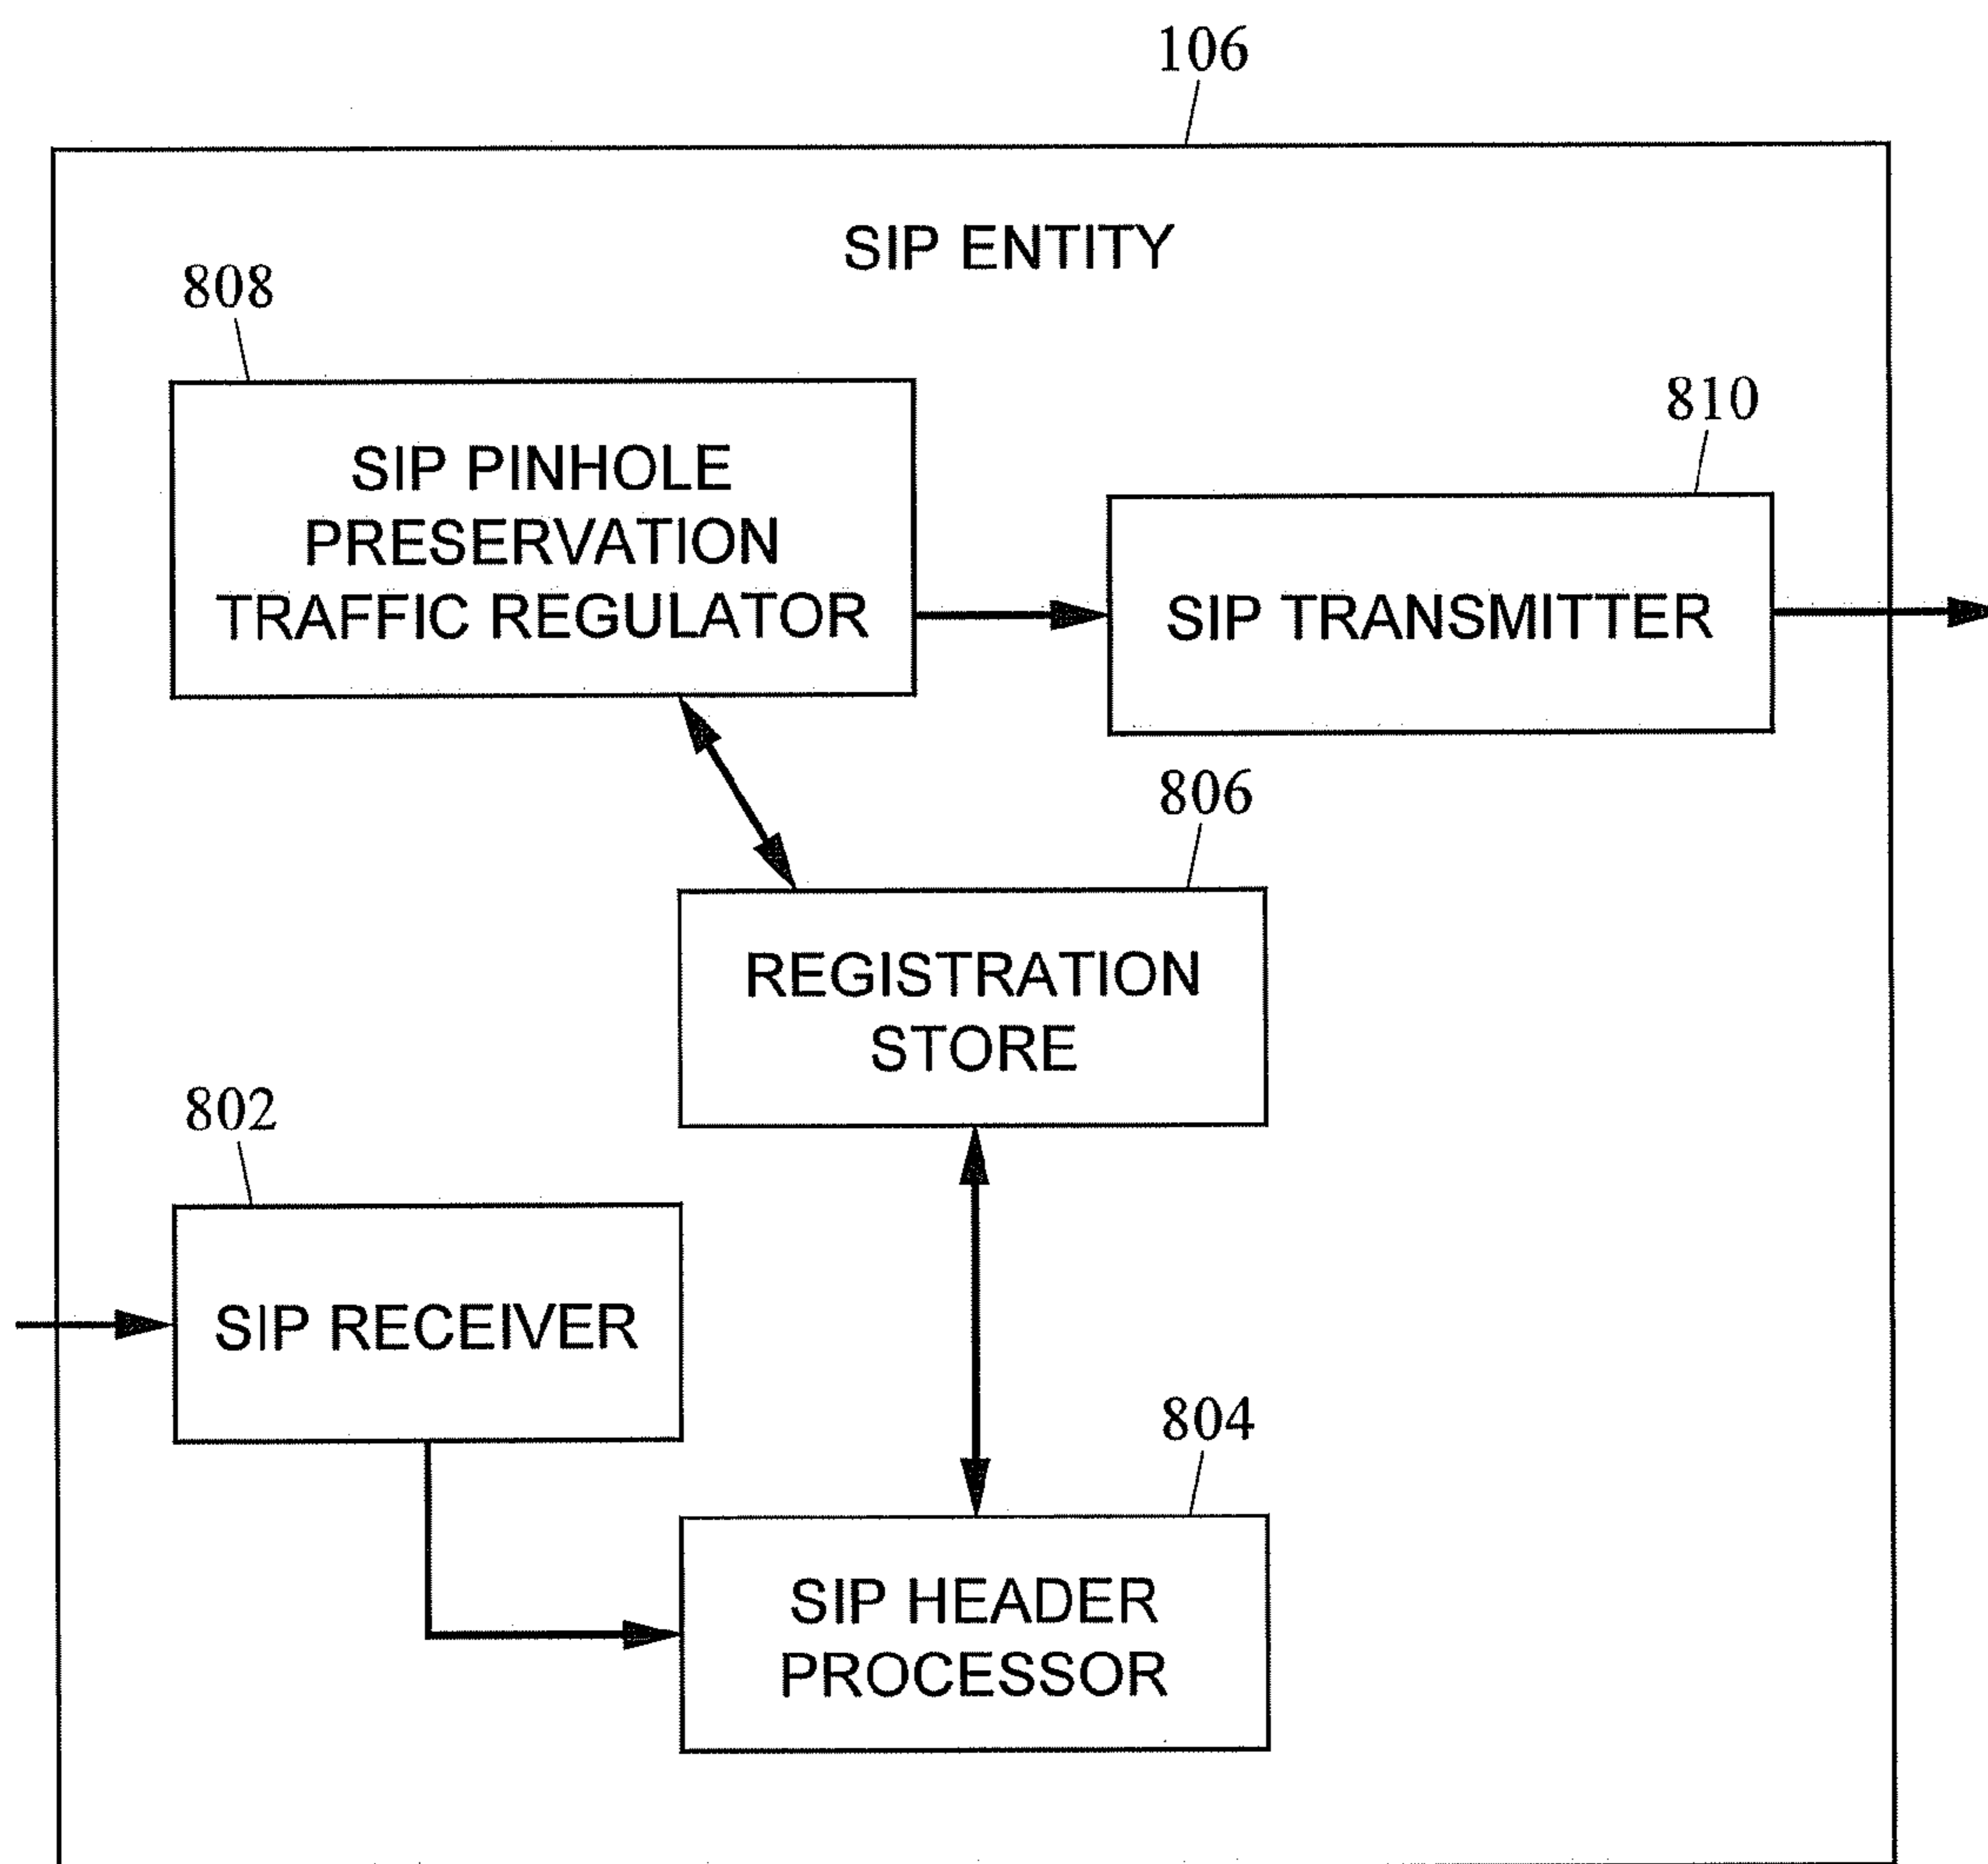 106
SIP ENTITY
808
SIP PINHOLE
PRESERVATION
TRAFFIC REGULATOR
810
SIP TRANSMITTER
806
REGISTRATION
STORE
802
SIP RECEIVER
804
SIP HEADER
PROCESSOR